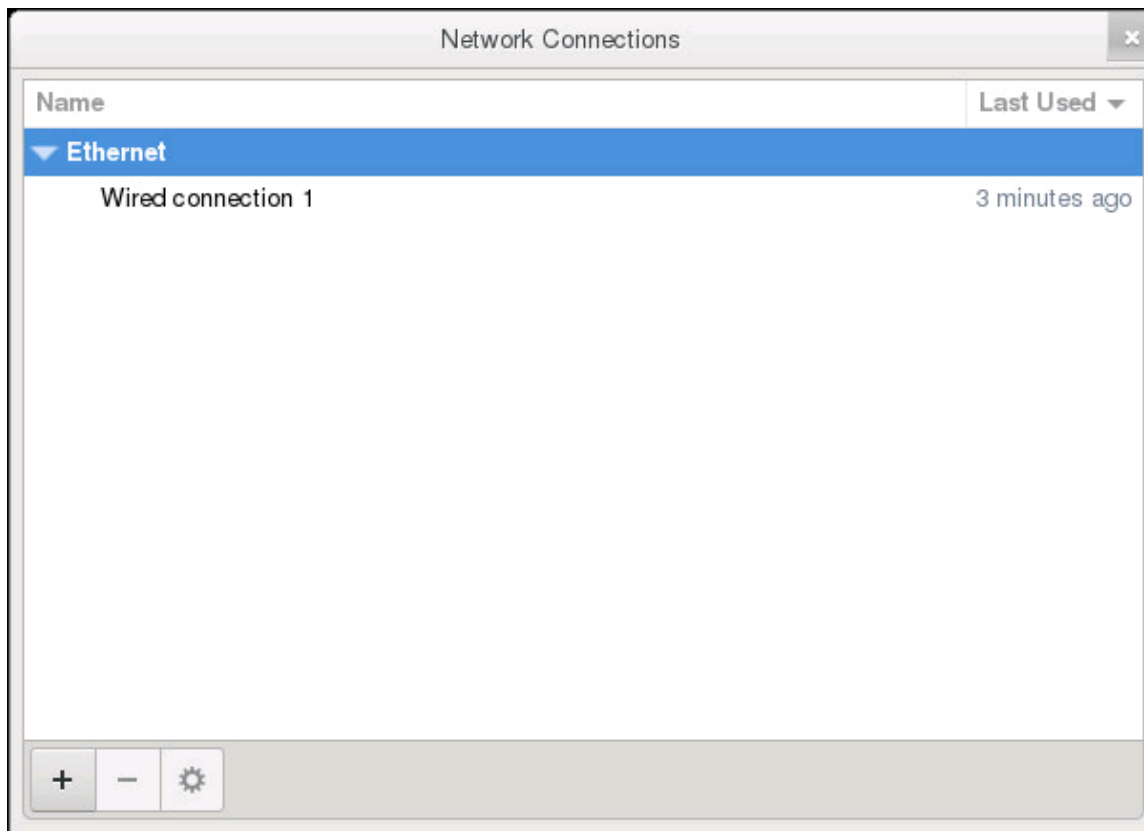 Network Connections
Name Last Used
Ethernet
Wired connection 1 3 minutes ago